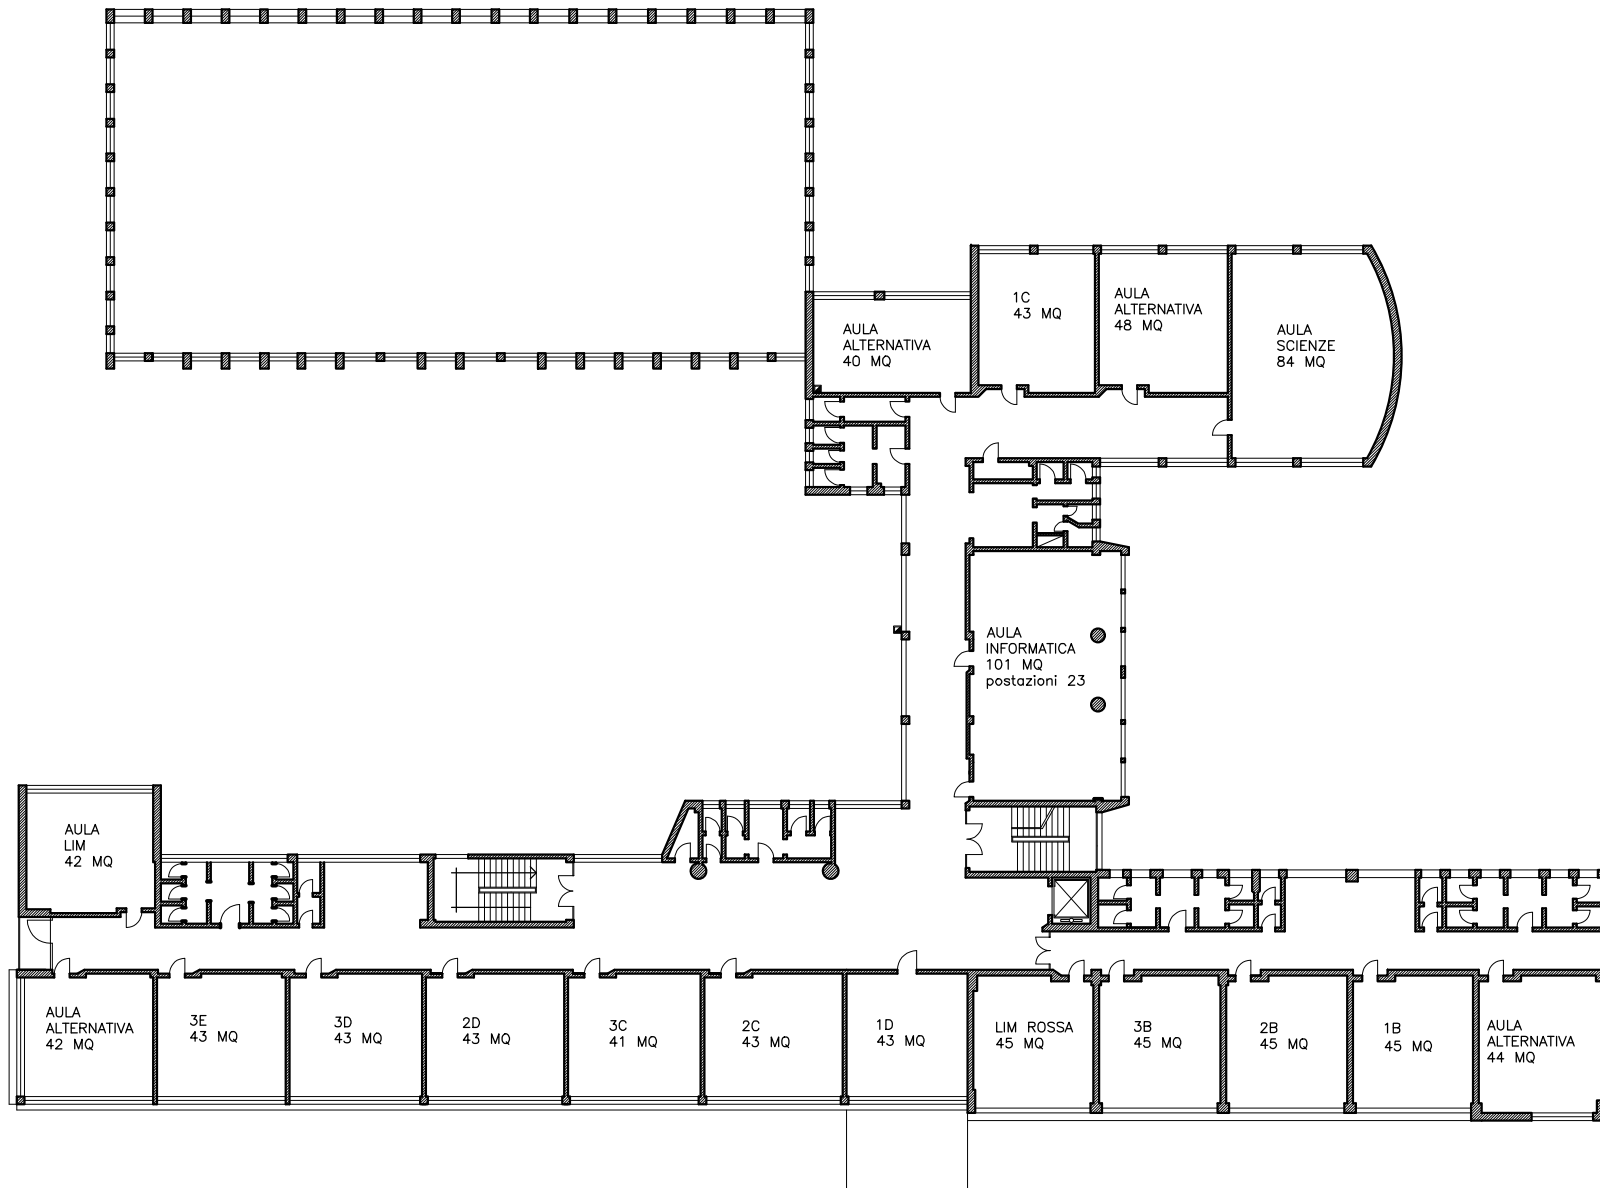 1C
43 MQ
AULA
ALTERNATIVA
48 MQ
AULA
ALTERNATIVA
40 MQ
AULA
SCIENZE
84 MQ
AULA
INFORMATICA
101 MQ
postazioni 23
AULA
LIM
42 MQ
AULA
ALTERNATIVA
42 MQ
3E
43 MQ
3D
43 MQ
2D
43 MQ
3C
41 MQ
2C
43 MQ
1D
43 MQ
LIM ROSSA
45 MQ
3B
45 MQ
2B
45 MQ
1B
45 MQ
AULA
ALTERNATIVA
44 MQ